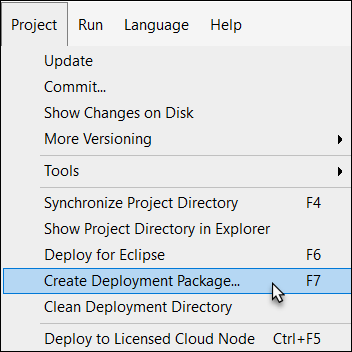 Project Run Language Help
Update
Commit...
Show Changes on Disk
More Versioning
Tools
Synchronize Project Directory F4
Show Project Directory in Explorer
Deploy for Eclipse F6
Create Deployment Package... F7
Clean Deployment Directory
Deploy to Licensed Cloud Node Ctrl+F5